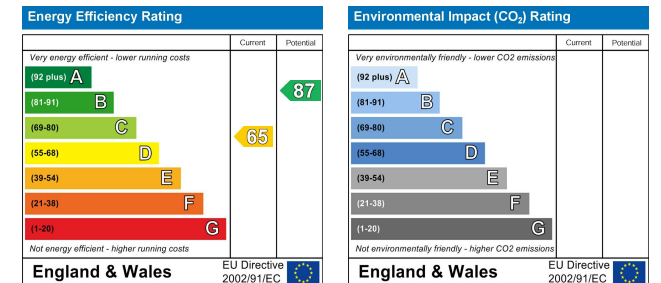 Energy Efficiency Rating
Current Potential
Very energy efficient - lower running costs
(92 plus) A
(81-91) B
(69-80) C
(55-68) D
(39-54) E
(21-38) F
(1-20) G
87
65
Not energy efficient - higher running costs
England & Wales
EU Directive
2002/91/EC
Environmental Impact (CO₂) Rating
Current Potential
Very environmentally friendly - lower CO2 emissions
(92 plus) A
(81-91) B
(69-80) C
(55-68) D
(39-54) E
(21-38) F
(1-20) G
Not environmentally friendly - higher CO2 emissions
England & Wales
EU Directive
2002/91/EC